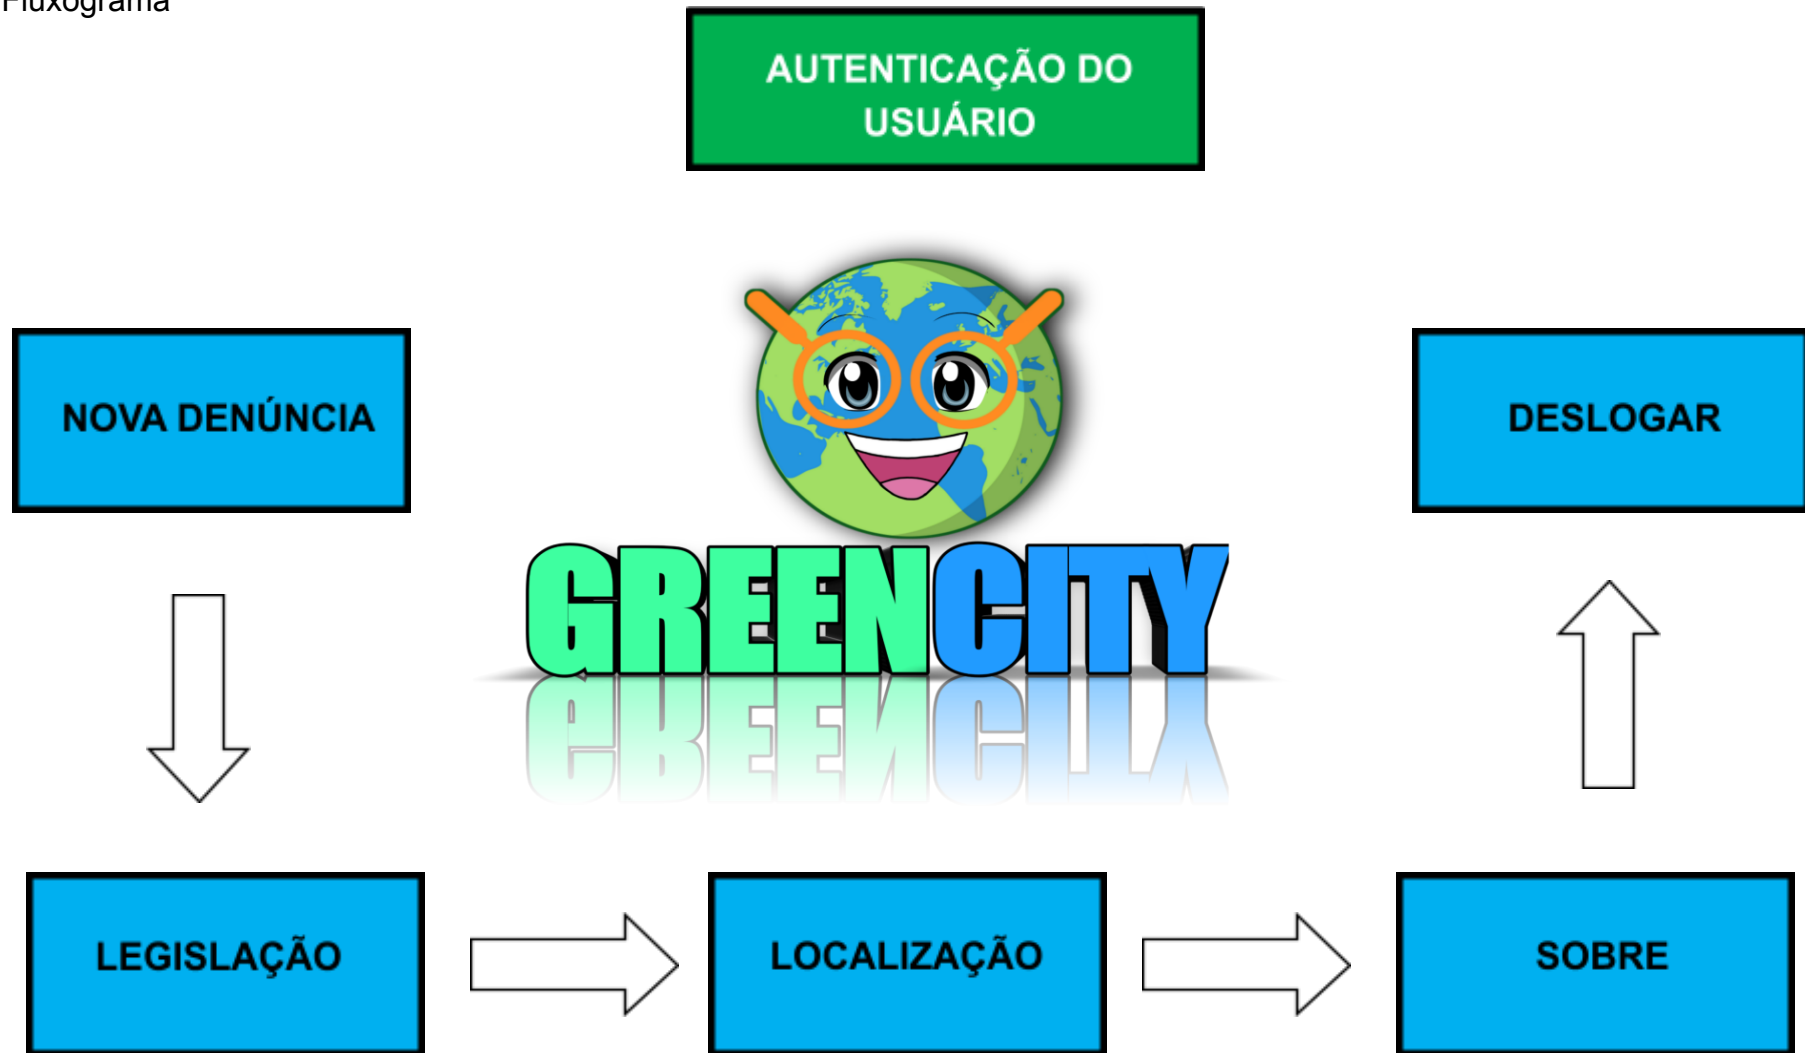 Fluxograma
AUTENTICAÇÃO DO
USUÁRIO
NOVA DENÚNCIA
DESLOGAR
GREENCITY
LEGISLAÇÃO
LOCALIZAÇÃO
SOBRE